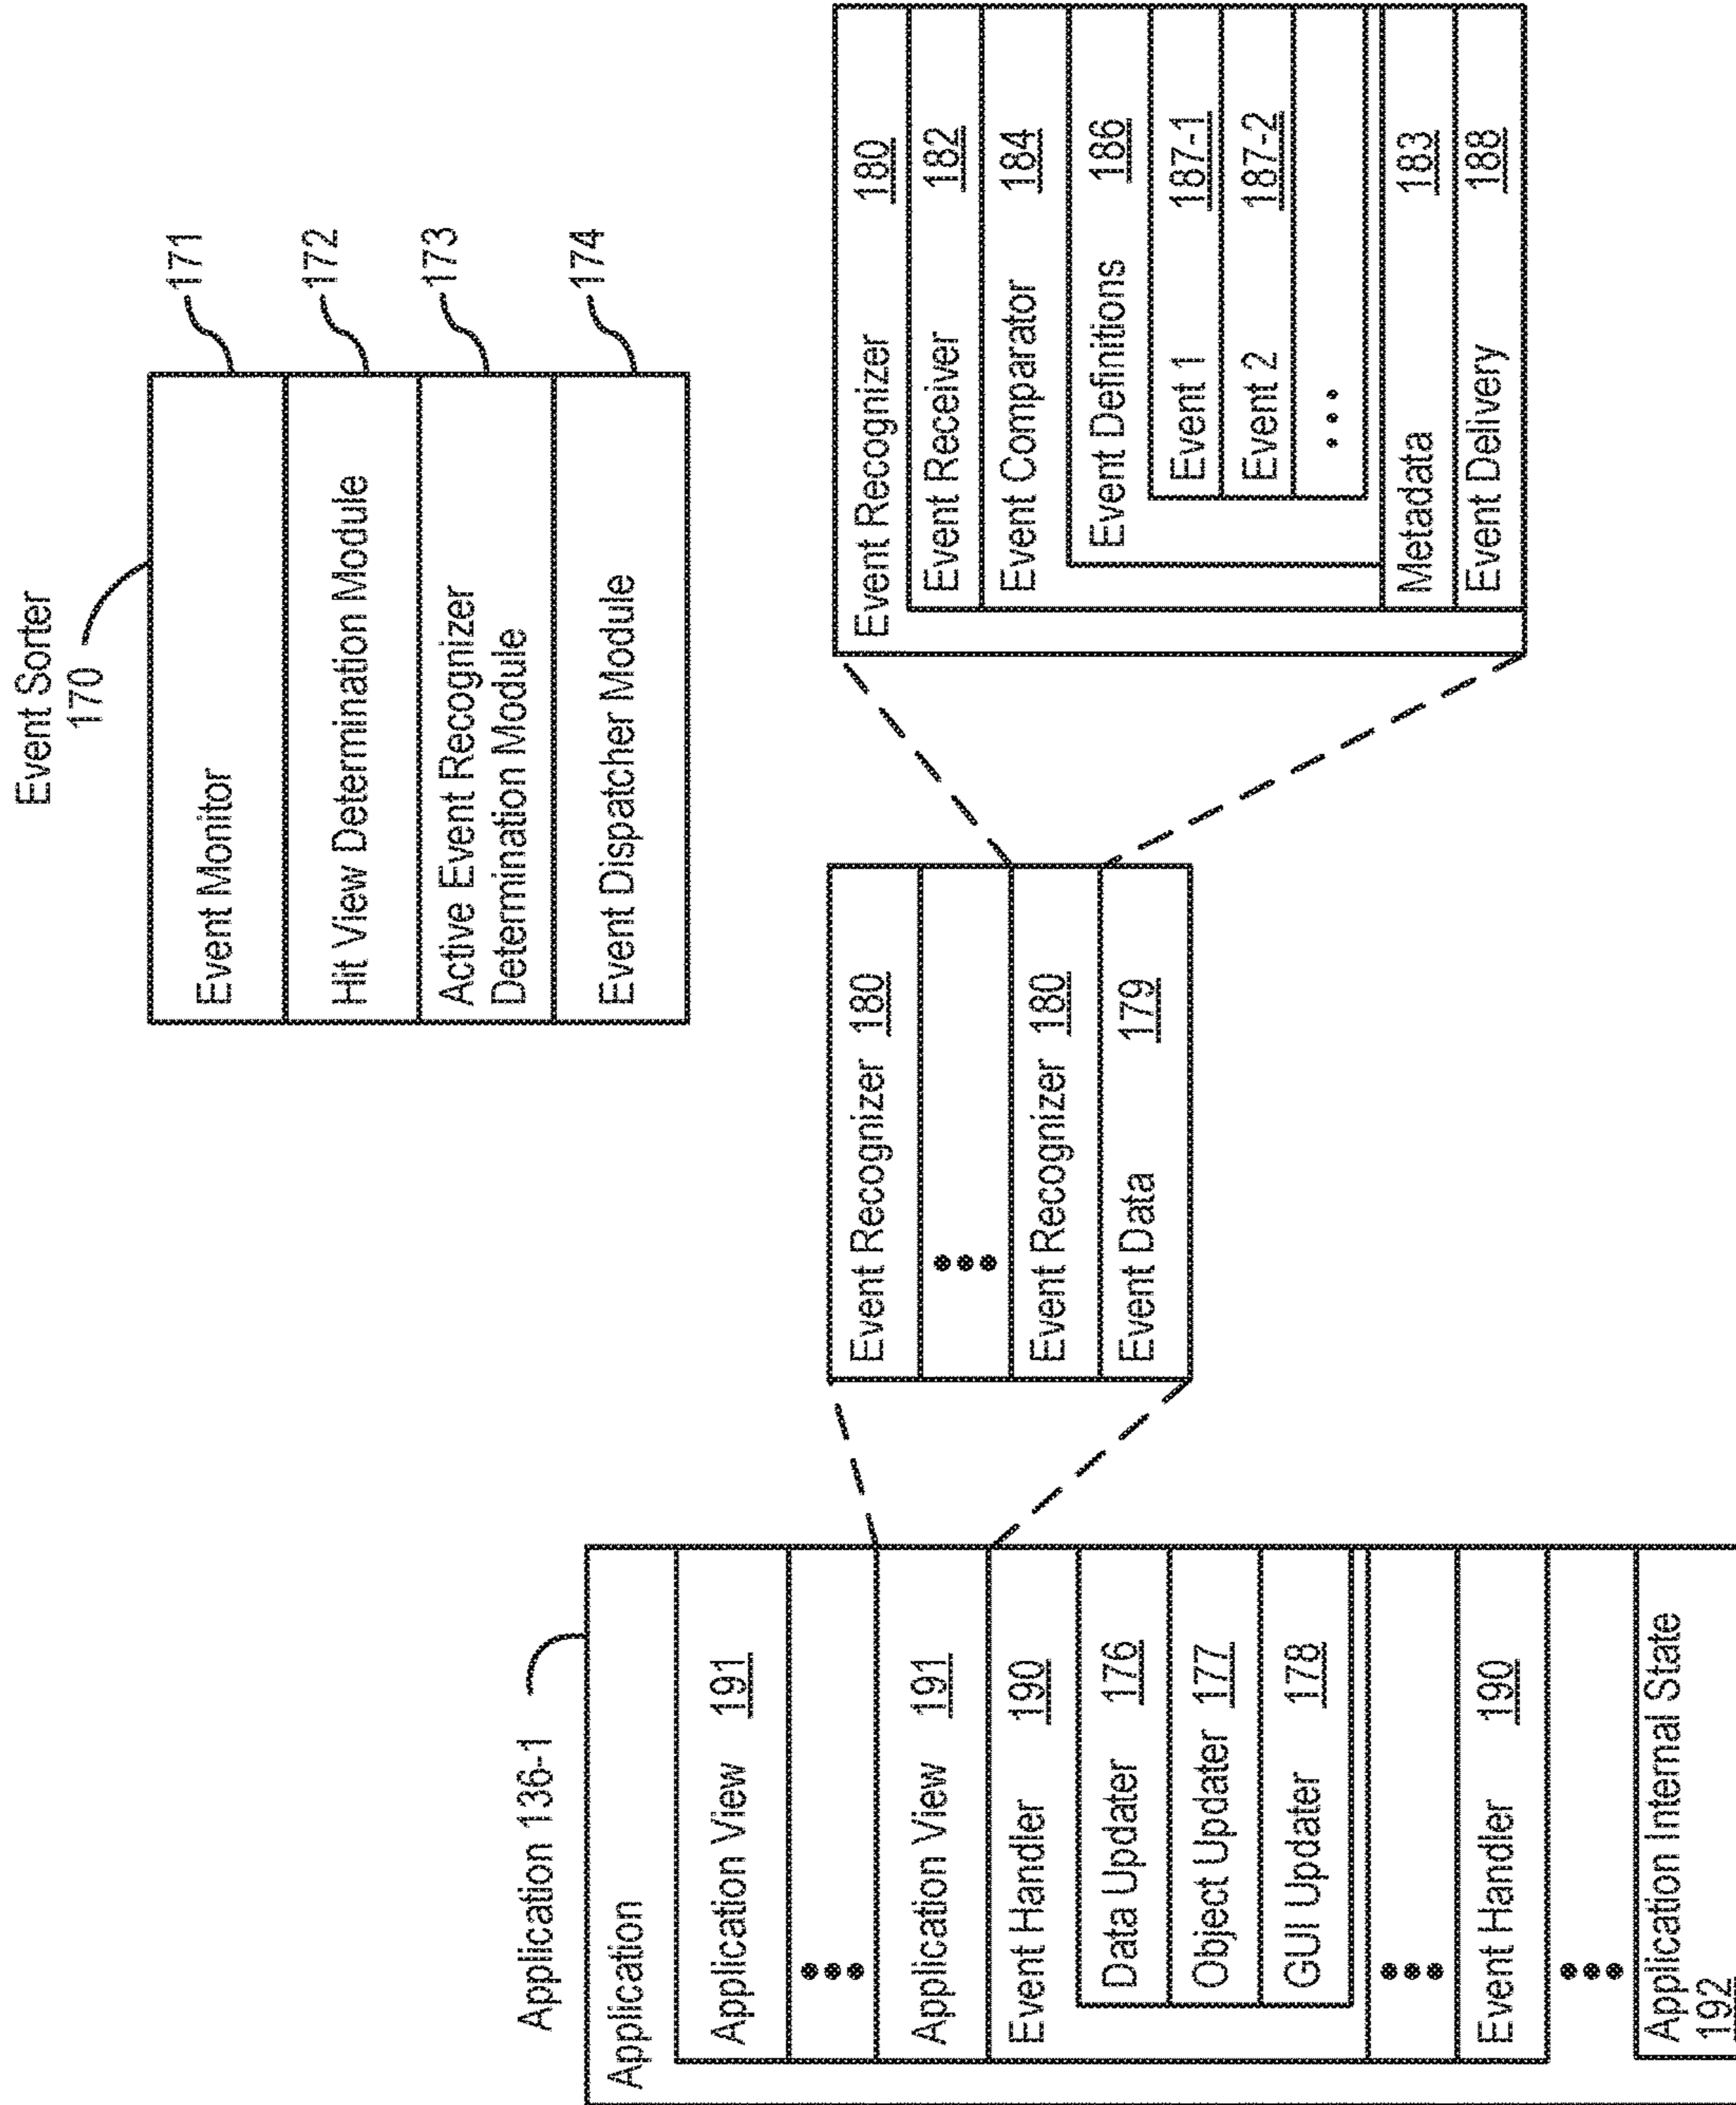 Event Sorter
170
Event Monitor
171
Hit View Determination Module
172
Active Event Recognizer
Determination Module
173
Event Dispatcher Module
174
Application 136-1
Application
Application View 191
•••
Application View 191
Event Handler 190
Data Updater 176
Object Updater 177
GUI Updater 178
•••
Event Handler 190
•••
Application Internal State
192
Event Recognizer 180
•••
Event Recognizer 180
Event Data 179
Event Recognizer 180
Event Receiver 182
Event Comparator 184
Event Definitions 186
Event 1 187-1
Event 2 187-2
•••
Metadata 183
Event Delivery 188